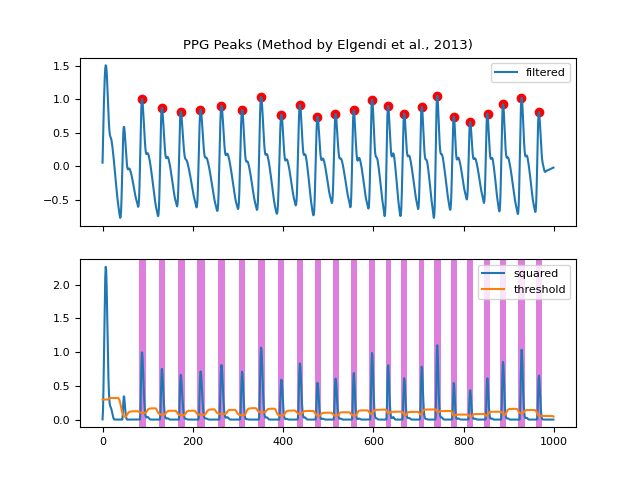 PPG Peaks (Method by Elgendi et al., 2013)
filtered
1.5
1.0
0.5
0.0
−0.5
squared
threshold
2.0
1.5
1.0
0.5
0.0
0 200 400 600 800 1000